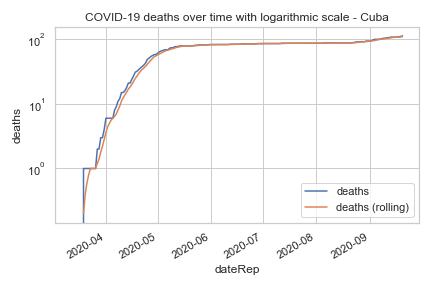 COVID-19 deaths over time with logarithmic scale - Cuba
deaths
10²
10¹
10⁰
deaths
deaths (rolling)
2020-04
2020-05
2020-06
2020-07
2020-08
2020-09
dateRep